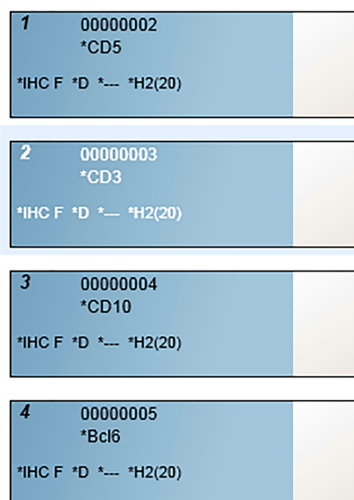 1 00000002
*CD5
*IHC F *D *--- *H2(20)
2 00000003
*CD3
*IHC F *D *--- *H2(20)
3 00000004
*CD10
*IHC F *D *--- *H2(20)
4 00000005
*Bcl6
*IHC F *D *--- *H2(20)